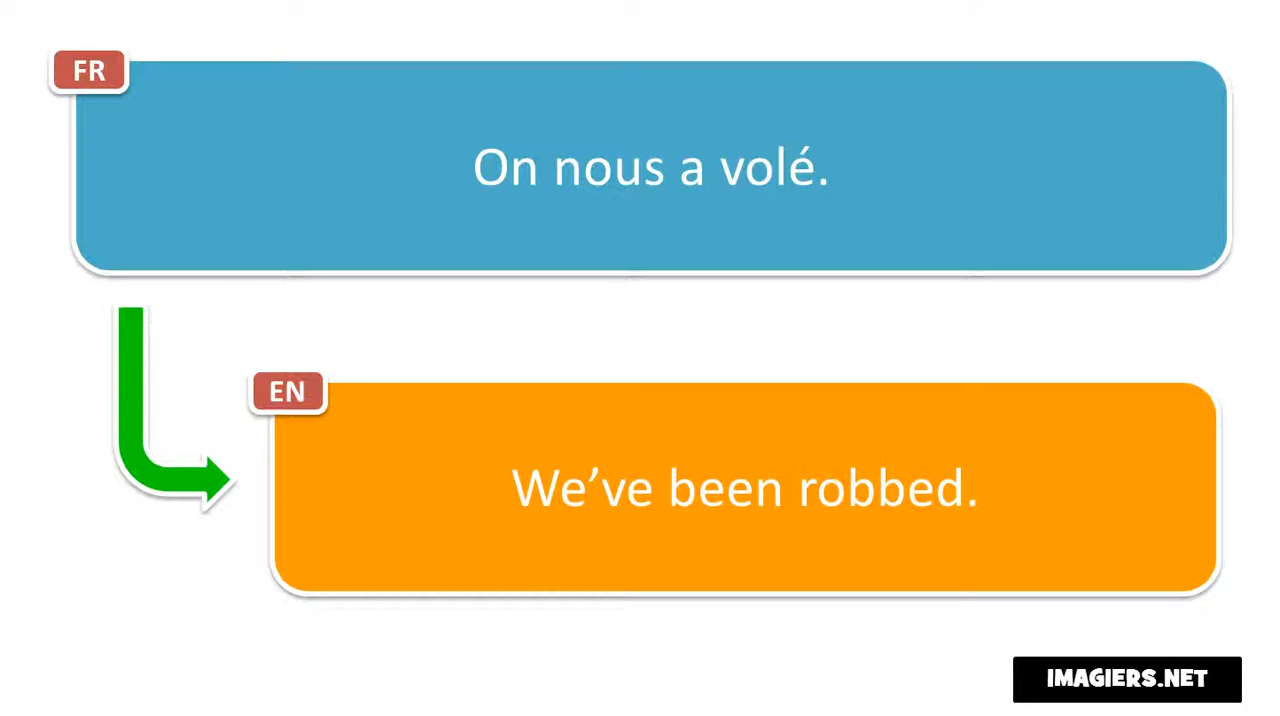 FR
On nous a volé.
EN
We’ve been robbed.
IMAGIERS.NET